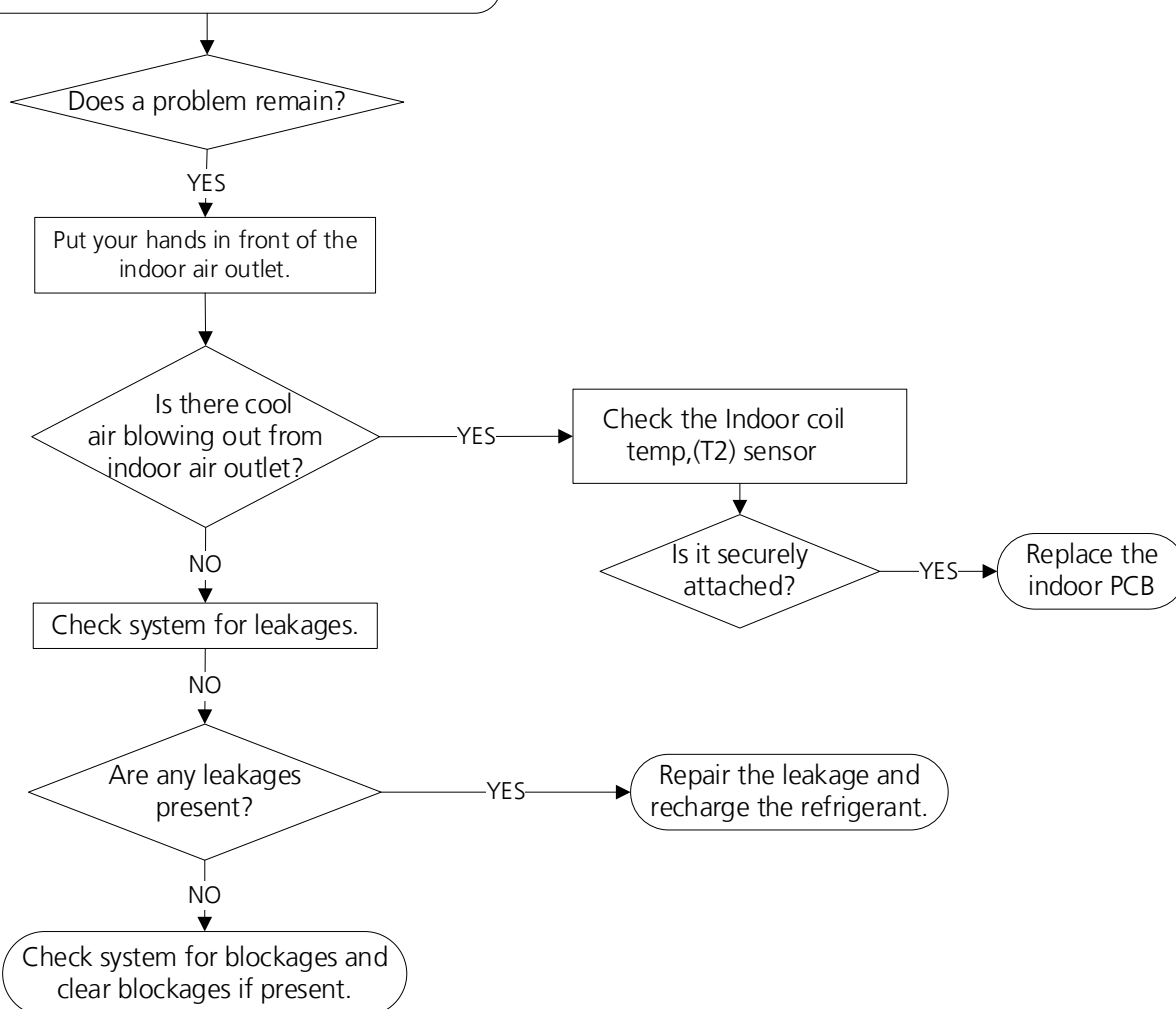 Does a problem remain?
YES
Put your hands in front of the
indoor air outlet.
Is there cool
air blowing out from
indoor air outlet?
YES
Check the Indoor coil
temp,(T2) sensor
Is it securely
attached?
YES
Replace the
indoor PCB
NO
Check system for leakages.
NO
Are any leakages
present?
YES
Repair the leakage and
recharge the refrigerant.
NO
Check system for blockages and
clear blockages if present.